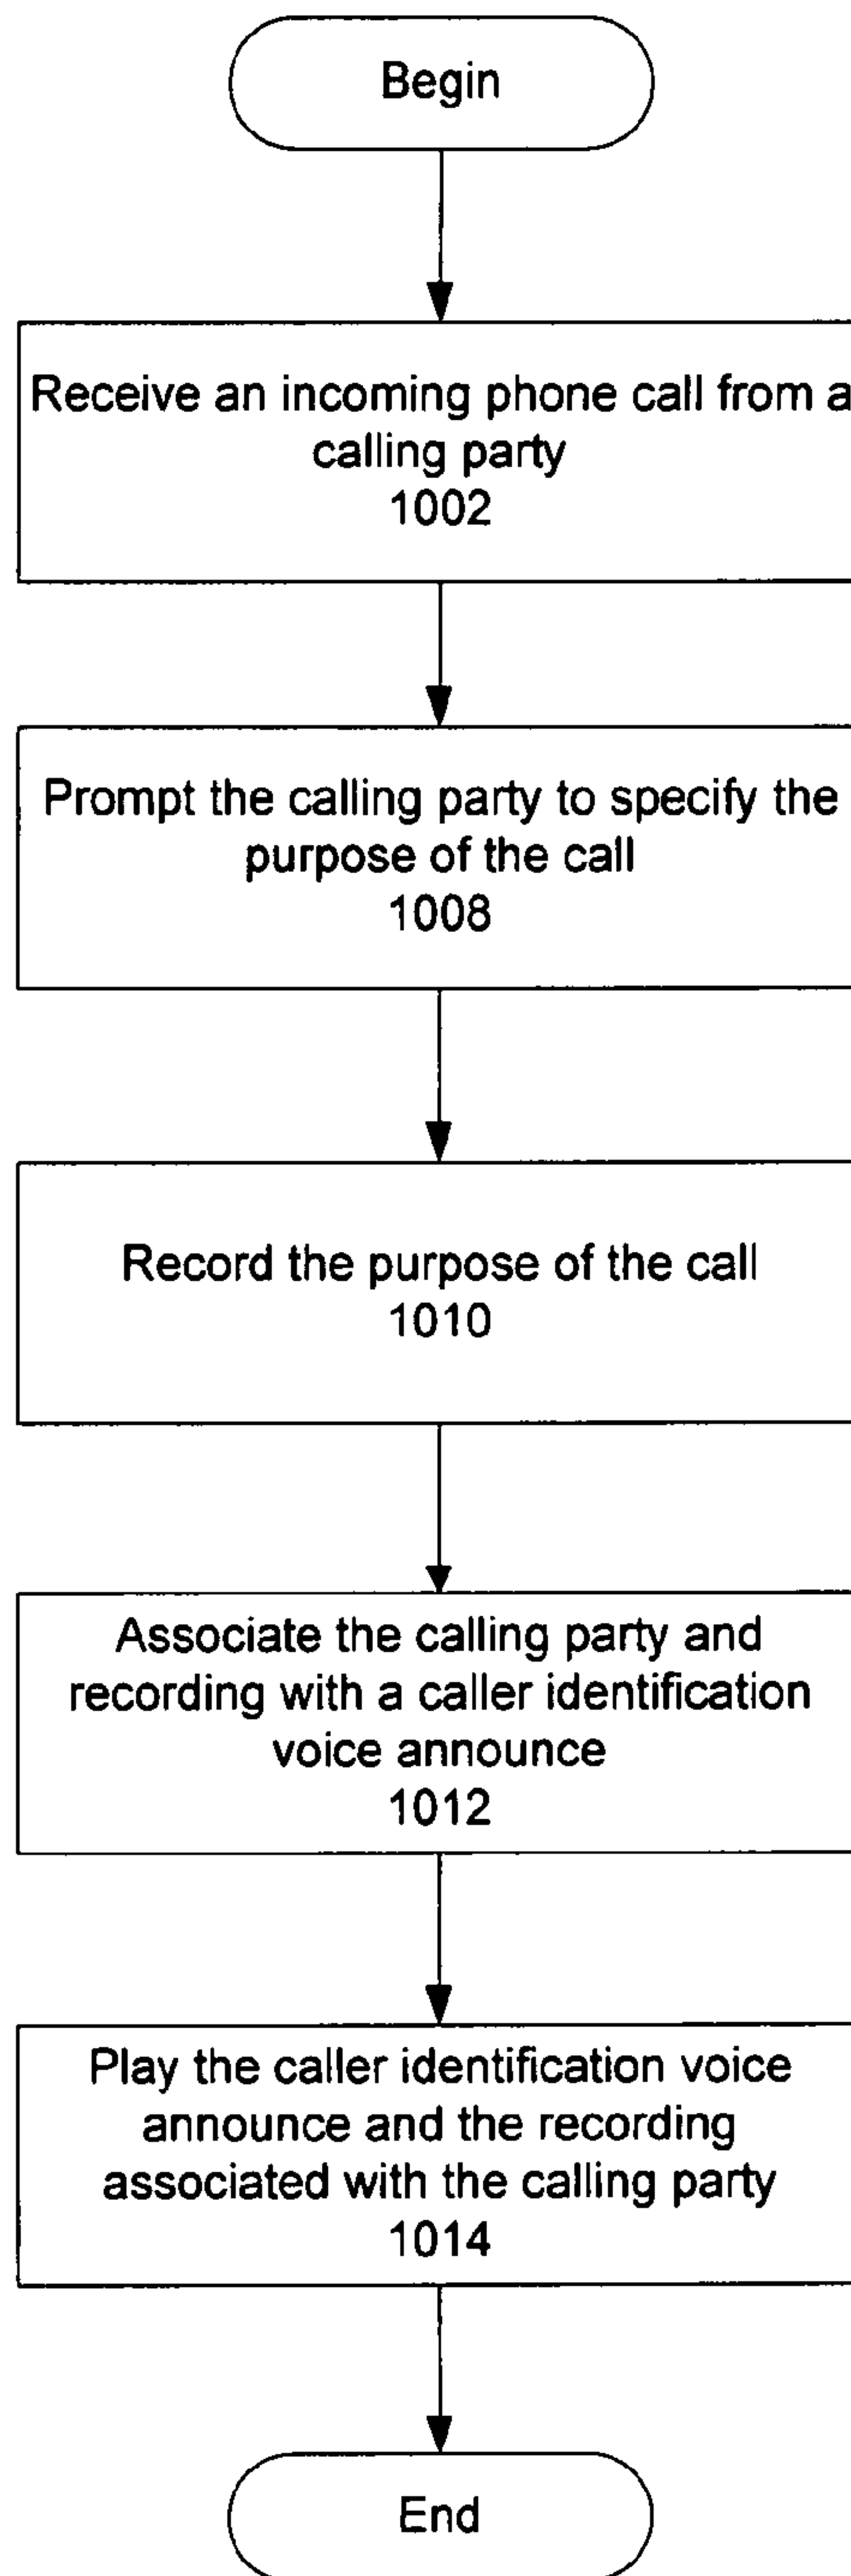 Begin
Receive an incoming phone call from a
calling party
1002
Prompt the calling party to specify the
purpose of the call
1008
Record the purpose of the call
1010
Associate the calling party and
recording with a caller identification
voice announce
1012
Play the caller identification voice
announce and the recording
associated with the calling party
1014
End